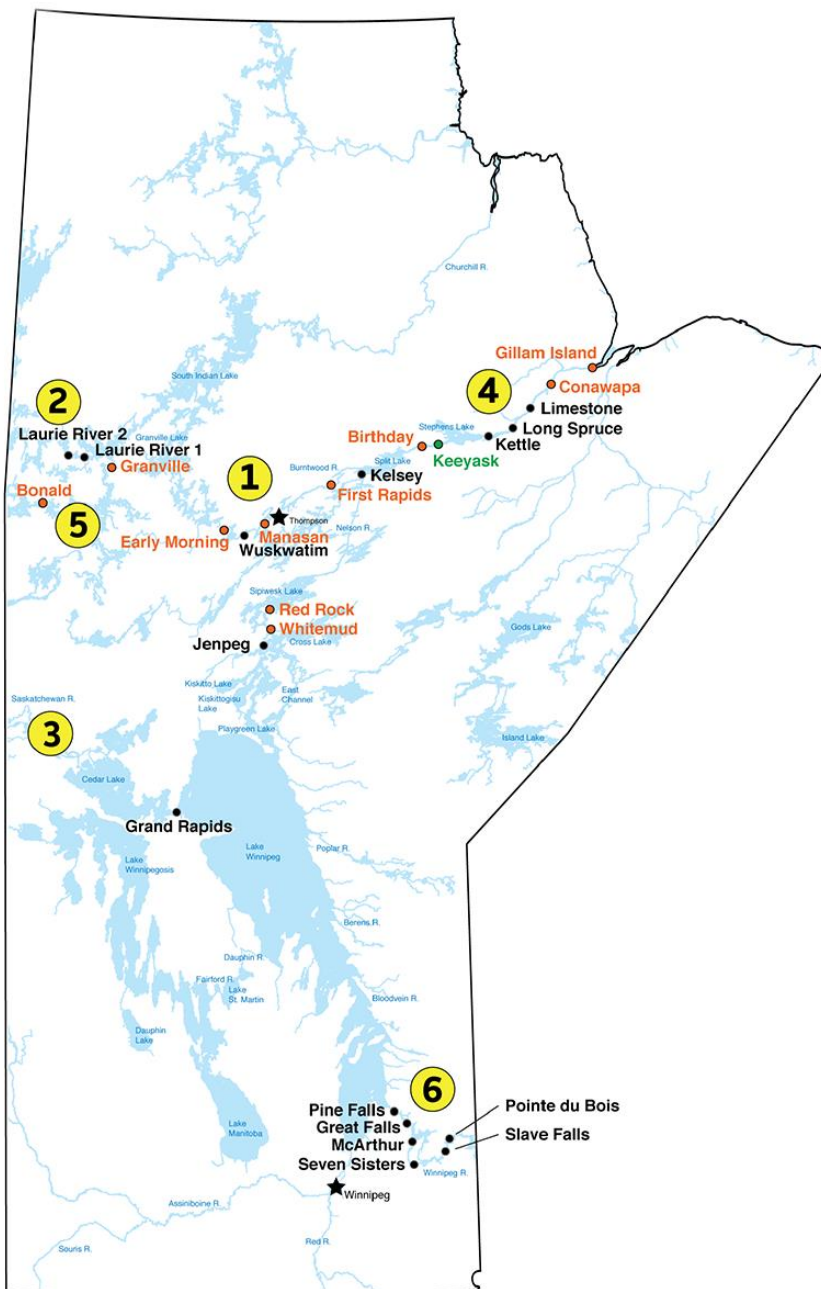 Churchill R.
Gillam Island
Conawapa
South Indian Lake
4
2
Limestone
Long Spruce
Stephens Lake
Kettle
Laurie River 2
Granville Lake
Laurie River 1
Birthday
Keeyask
Granville
Split Lake
Burntwood R.
Kelsey
1
First Rapids
Bonald
5
Thompson
Nelson R.
Early Morning
Manasan
Wuskwatim
Sipiwesk Lake
Red Rock
Whitemud
Gods Lake
Jenpeg
Cross Lake
Kiskitto Lake
East
Channel
Kiskittogisu
Lake
Saskatchewan R.
Playgreen Lake
3
Island Lake
Cedar Lake
Grand Rapids
Lake
Winnipeg
Poplar R.
Lake
Winnipegosis
Berens R.
Dauphin R.
Fairford R.
Lake
St. Martin
Bloodvein R.
Dauphin
Lake
6
Pine Falls
Pointe du Bois
Great Falls
Lake
Manitoba
Slave Falls
McArthur
Seven Sisters
Winnipeg R.
Winnipeg
Assiniboine R.
Souris R.
Red R.